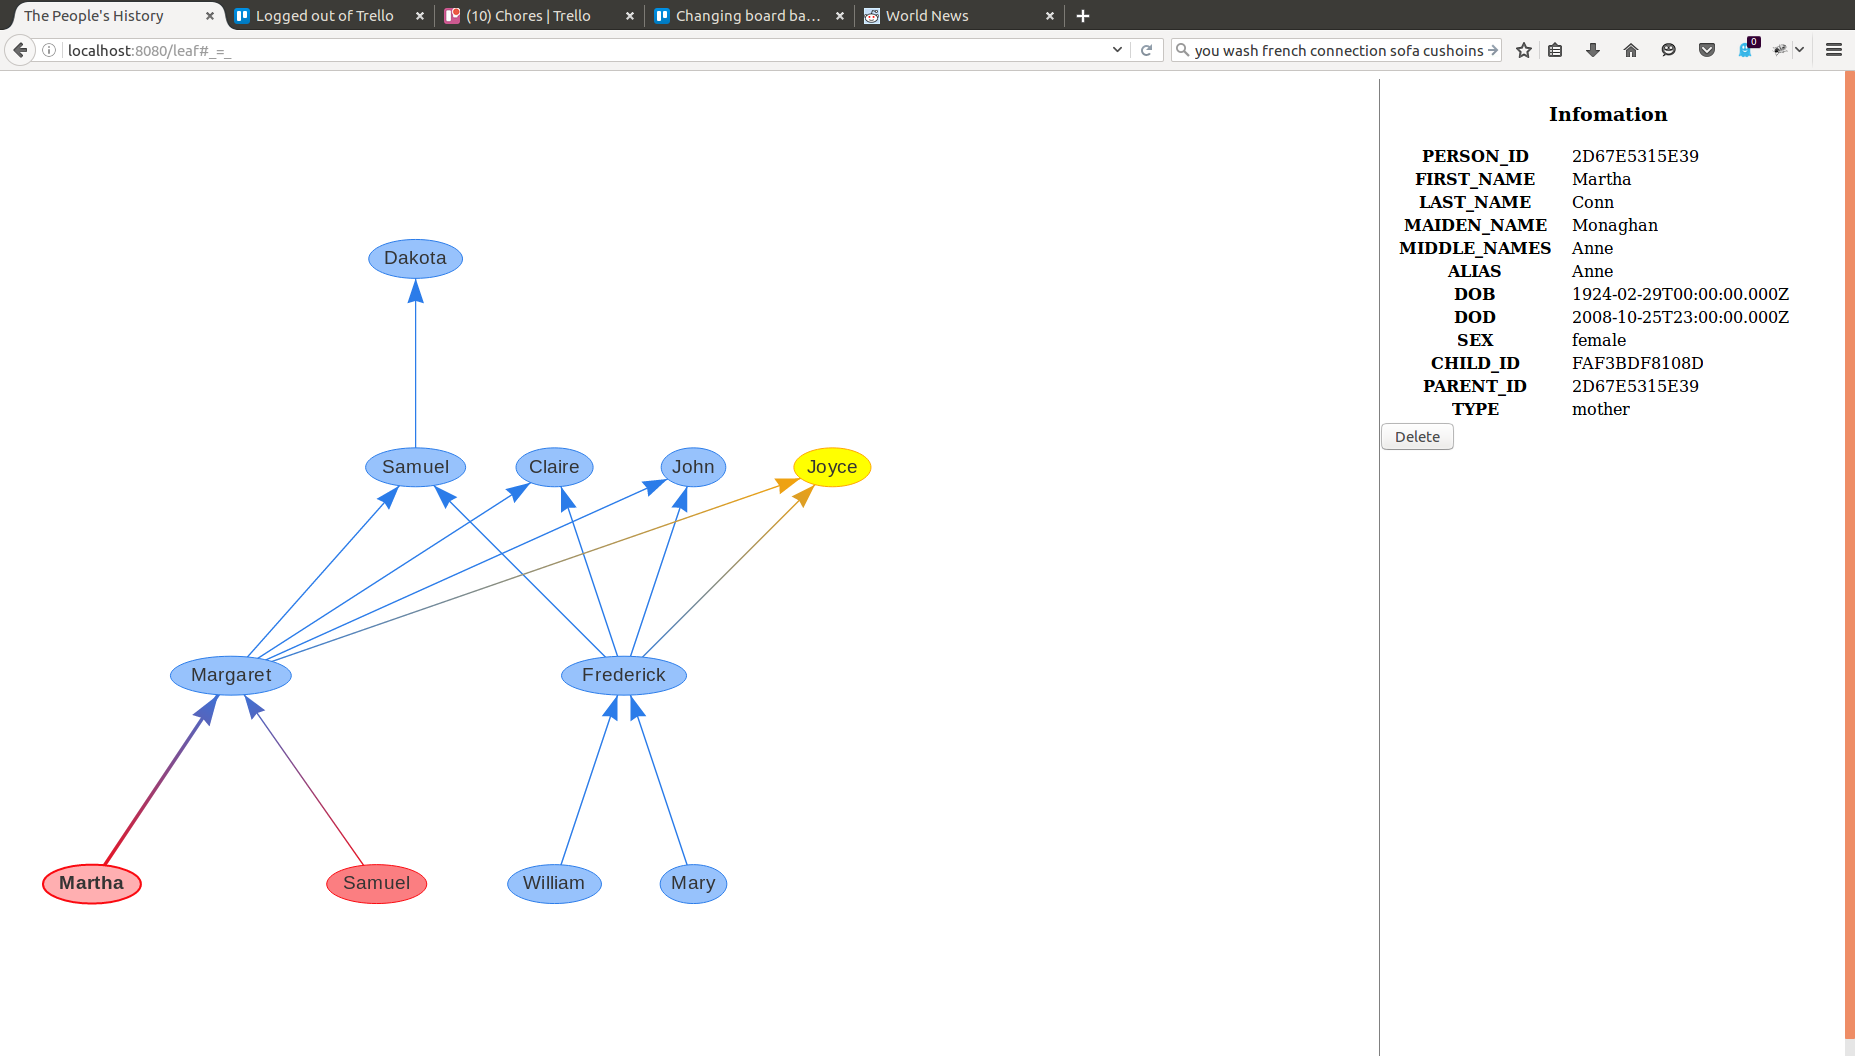 The People's History
Logged out of Trello
(10) Chores | Trello
Changing board ba...
World News
localhost:8080/leaf#_=_
you wash french connection sofa cushoins
0
Infomation
PERSON_ID 2D67E5315E39
FIRST_NAME Martha
LAST_NAME Conn
MAIDEN_NAME Monaghan
MIDDLE_NAMES Anne
ALIAS Anne
DOB 1924-02-29T00:00:00.000Z
DOD 2008-10-25T23:00:00.000Z
SEX female
CHILD_ID FAF3BDF8108D
PARENT_ID 2D67E5315E39
TYPE mother
Delete
Dakota
Samuel Claire John Joyce
Margaret Frederick
Martha Samuel William Mary